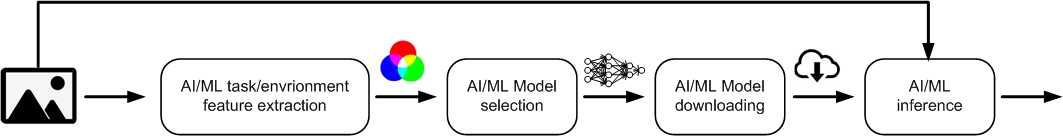 AI/ML task/envrionment
feature extraction
AI/ML Model
selection
AI/ML Model
downloading
AI/ML
inference